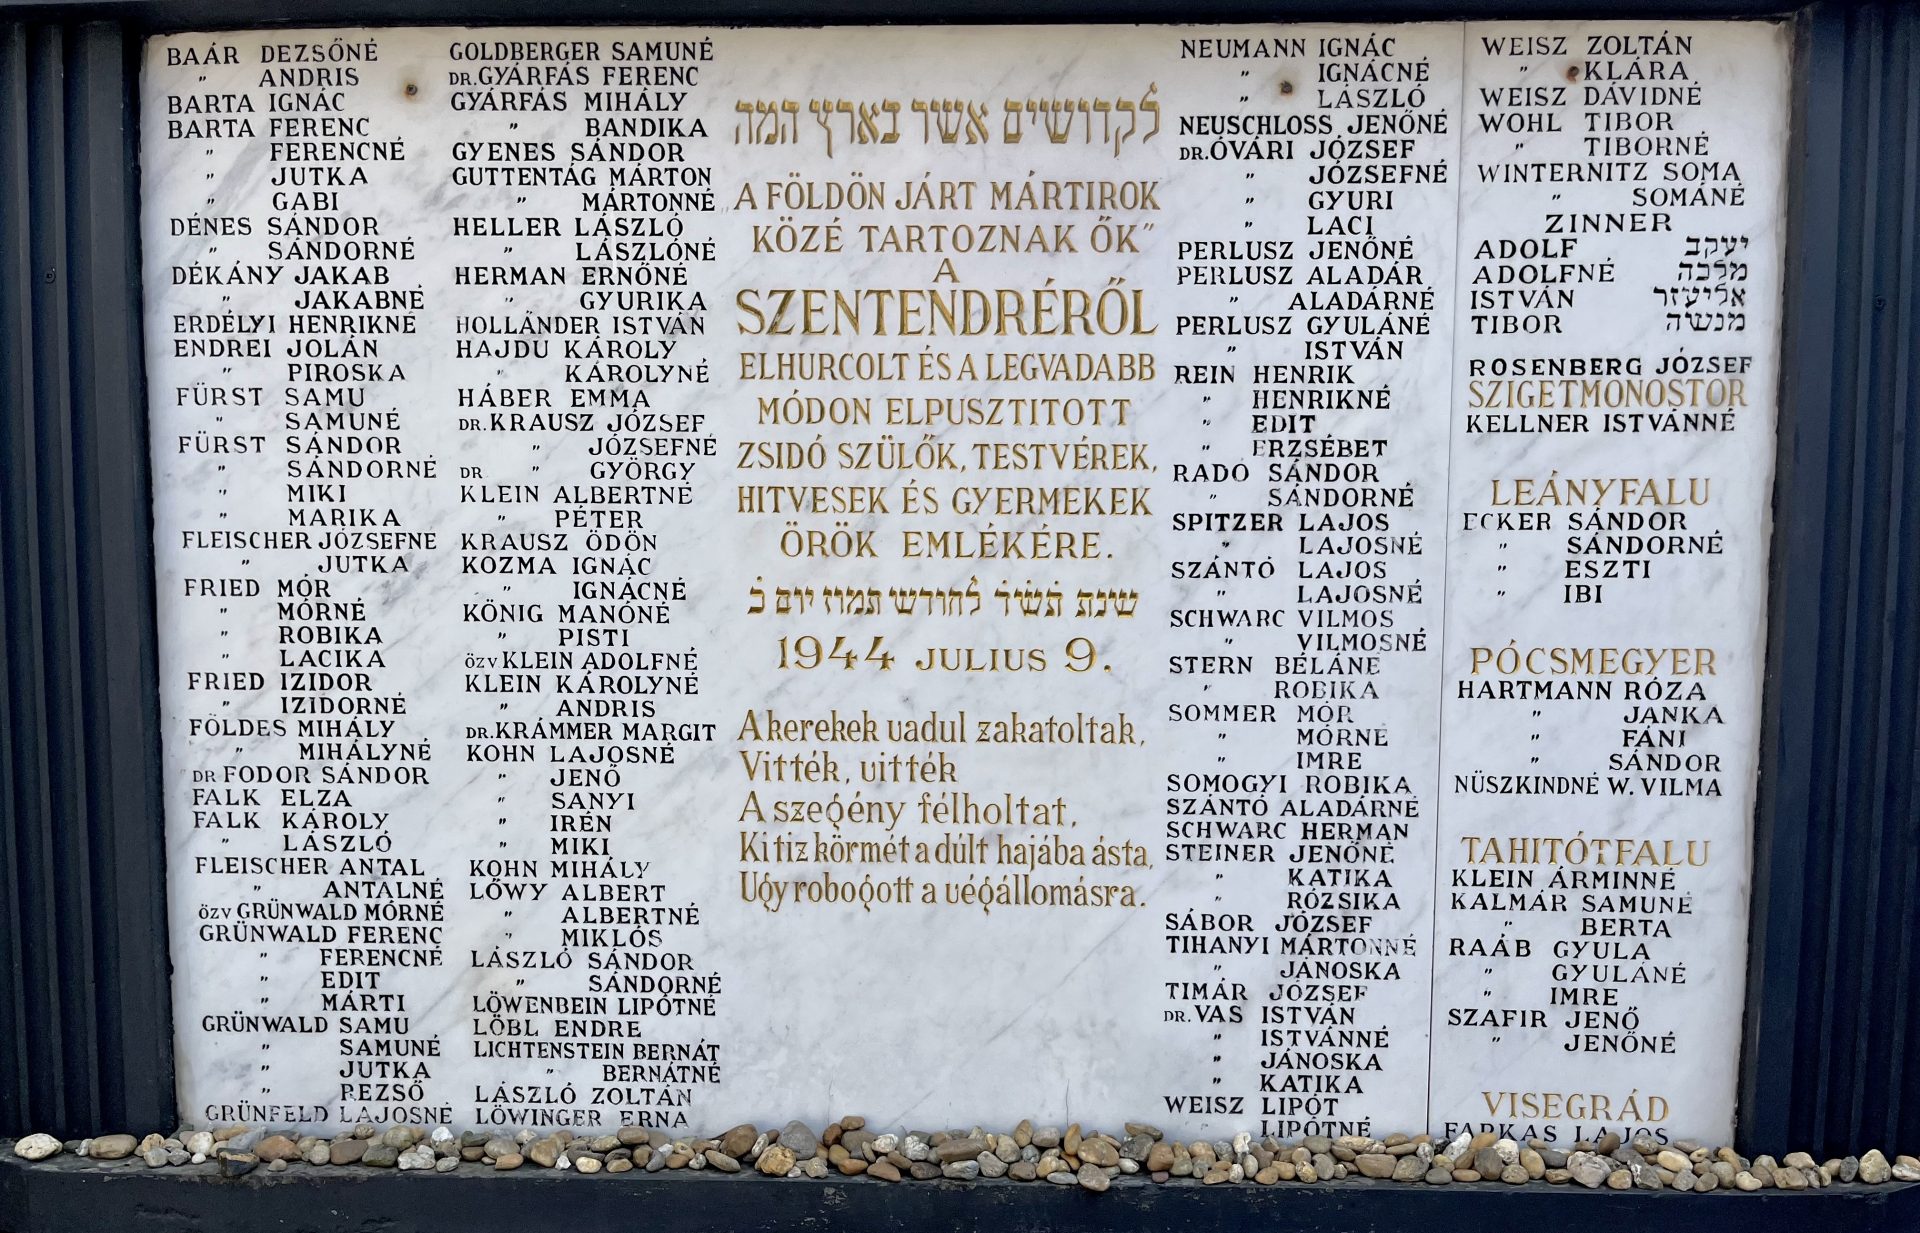 BAÁR DEZSŐNÉ
" ANDRIS
BARTA IGNÁC
BARTA FERENC
" FERENCNÉ
" JUTKA
" GABI
DÉNES SÁNDOR
" SÁNDORNÉ
DÉKÁNY JAKAB
" JAKABNÉ
ERDÉLYI HENRIKNÉ
ENDREI JOLÁN
" PIROSKA
FÜRST SAMU
" SAMUNÉ
FÜRST SÁNDOR
" SÁNDORNÉ
" MIKI
" MARIKA
FLEISCHER JÓZSEFNÉ
" JUTKA
FRIED MÓR
" MÓRNÉ
" ROBIKA
" LACIKA
FRIED IZIDOR
" IZIDORNÉ
FÖLDES MIHÁLY
" MIHÁLYNÉ
DR FODOR SÁNDOR
FALK ELZA
FALK KÁROLY
" LÁSZLÓ
FLEISCHER ANTAL
" ANTALNÉ
özv GRÜNWALD MÓRNÉ
GRÜNWALD FERENC
" FERENCNÉ
" EDIT
" MÁRTI
GRÜNWALD SAMU
" SAMUNÉ
" JUTKA
" REZSŐ
GRÜNFELD LAJOSNÉ
GOLDBERGER SAMUNÉ
DR. GYÁRFÁS FERENC
GYÁRFÁS MIHÁLY
" BANDIKA
GYENES SÁNDOR
GUTTENTÁG MÁRTON
" MÁRTONNÉ
HELLER LÁSZLÓ
" LÁSZLÓNÉ
HERMAN ERNŐNÉ
" GYURIKA
HOLLÄNDER ISTVÁN
HAJDU KÁROLY
" KÁROLYNÉ
HÁBER EMMA
DR. KRAUSZ JÓZSEF
" JÓZSEFNÉ
DR " GYÖRGY
KLEIN ALBERTNÉ
" PÉTER
KRAUSZ ÖDÖN
KOZMA IGNÁC
" IGNÁCNÉ
KÖNIG MANÓNÉ
" PISTI
özv KLEIN ADOLFNÉ
KLEIN KÁROLYNÉ
" ANDRIS
DR. KRÁMMER MARGIT
KOHN LAJOSNÉ
" JENŐ
" SANYI
" IRÉN
" MIKI
KOHN MIHÁLY
LŐWY ALBERT
" ALBERTNÉ
" MIKLÓS
LÁSZLÓ SÁNDOR
" SÁNDORNÉ
LÖWENBEIN LIPÓTNÉ
LÖBL ENDRE
LICHTENSTEIN BERNÁT
" BERNÁTNÉ
LÁSZLÓ ZOLTÁN
LÖWINGER ERNA
לקדושים אשר בארץ המה
A FÖLDÖN JÁRT MÁRTIROK
KÖZÉ TARTOZNAK ŐK"
A
SZENTENDRÉRŐL
ELHURCOLT ÉS A LEGVADABB
MÓDON ELPUSZTITOTT
ZSIDÓ SZÜLŐK, TESTVÉREK,
HITVESEK ÉS GYERMEKEK
ÖRÖK EMLÉKÉRE.
שנת תשׄדׄ לחודשי תמוז יום כׄ
1944 JULIUS 9.
A kerekek vadul zakatoltak,
Vitték, vitték
A szegény félholtat,
Ki tiz körmét a dúlt hajába ásta,
Ugy robogott a végállomásra.
NEUMANN IGNÁC
" IGNÁCNÉ
" LÁSZLÓ
NEUSCHLOSS JENŐNÉ
DR. ÓVÁRI JÓZSEF
" JÓZSEFNÉ
" GYURI
" LACI
PERLUSZ JENŐNÉ
PERLUSZ ALADÁR
" ALADÁRNÉ
PERLUSZ GYULÁNÉ
" ISTVÁN
REIN HENRIK
" HENRIKNÉ
" EDIT
" ERZSÉBET
RADÓ SÁNDOR
" SÁNDORNÉ
SPITZER LAJOS
" LAJOSNÉ
SZÁNTÓ LAJOS
" LAJOSNÉ
SCHWARC VILMOS
" VILMOSNÉ
STERN BÉLÁNÉ
" ROBIKA
SOMMER MÓR
" MÓRNÉ
" IMRE
SOMOGYI ROBIKA
SZÁNTÓ ALADÁRNÉ
SCHWARC HERMAN
STEINER JENŐNÉ
" KATIKA
" RÓZSIKA
SÁBOR JÓZSEF
TIHANYI MÁRTONNÉ
" JÁNOSKA
TIMÁR JÓZSEF
DR. VAS ISTVÁN
" ISTVÁNNÉ
" JÁNOSKA
" KATIKA
WEISZ LIPÓT
" LIPÓTNÉ
WEISZ ZOLTÁN
" KLÁRA
WEISZ DÁVIDNÉ
WOHL TIBOR
" TIBORNÉ
WINTERNITZ SOMA
" SOMÁNÉ
ZINNER
ADOLF יעקב
ADOLFNÉ מלכה
ISTVÁN אליעזר
TIBOR מנשה
ROSENBERG JÓZSEF
SZIGETMONOSTOR
KELLNER ISTVÁNNÉ
LEÁNYFALU
ECKER SÁNDOR
" SÁNDORNÉ
" ESZTI
" IBI
PÓCSMEGYER
HARTMANN RÓZA
" JANKA
" FÁNI
" SÁNDOR
NÜSZKINDNÉ W. VILMA
TAHITÓTFALU
KLEIN ÁRMINNÉ
KALMÁR SAMUNÉ
" BERTA
RAÁB GYULA
" GYULÁNÉ
" IMRE
SZAFIR JENŐ
" JENŐNÉ
VISEGRÁD
FARKAS LAJOS